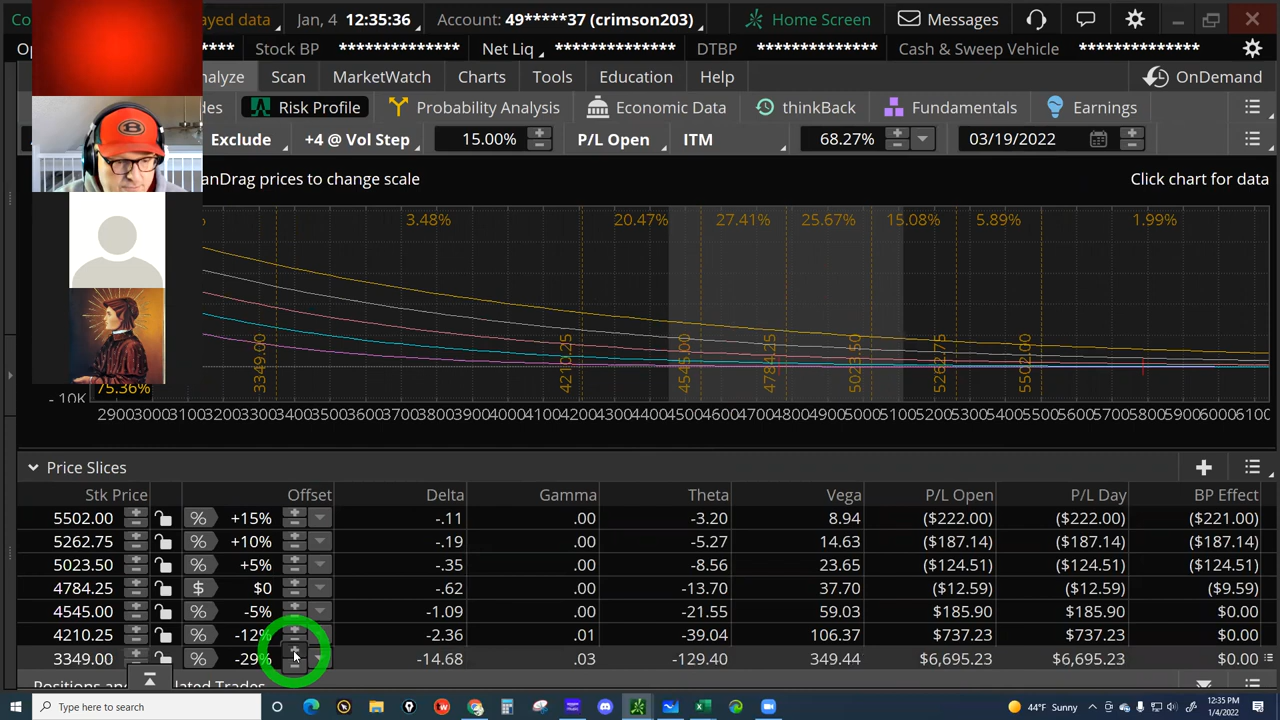 Co
ayed data
Jan, 4 12:35:36
Account: 49*****37 (crimson203)
Home Screen
Messages
Op
****
Stock BP ***************
Net Liq ***************
DTBP ***************
Cash & Sweep Vehicle ***************
nalyze
Scan
MarketWatch
Charts
Tools
Education
Help
OnDemand
des
Risk Profile
Probability Analysis
Economic Data
thinkBack
Fundamentals
Earnings
Exclude
+4 @ Vol Step
15.00%
P/L Open
ITM
-68.27%
03/19/2022
anDrag prices to change scale
Click chart for data
3.48% 20.47% 27.41% 25.67% 15.08% 5.89% 1.99%
3349.00 4210.25 4545.00 4784.25 5023.50 5262.75 5502.00
75.36%
- 10K
2900 3000 3100 3200 3300 3400 3500 3600 3700 3800 3900 4000 4100 4200 4300 4400 4500 4600 4700 4800 4900 5000 5100 5200 5300 5400 5500 5600 5700 5800 5900 6000 6100
Price Slices
Stk Price Offset Delta Gamma Theta Vega P/L Open P/L Day BP Effect
5502.00 % +15% -.11 .00 -3.20 8.94 ($222.00) ($222.00) ($221.00)
5262.75 % +10% -.19 .00 -5.27 14.63 ($187.14) ($187.14) ($187.14)
5023.50 % +5% -.35 .00 -8.56 23.65 ($124.51) ($124.51) ($124.51)
4784.25 $ $0 -.62 .00 -13.70 37.70 ($12.59) ($12.59) ($9.59)
4545.00 % -5% -1.09 .00 -21.55 59.03 $185.90 $185.90 $0.00
4210.25 % -12% -2.36 .01 -39.04 106.37 $737.23 $737.23 $0.00
3349.00 % -29% -14.68 .03 -129.40 349.44 $6,695.23 $6,695.23 $0.00
Type here to search
44°F Sunny
12:35 PM
1/4/2022